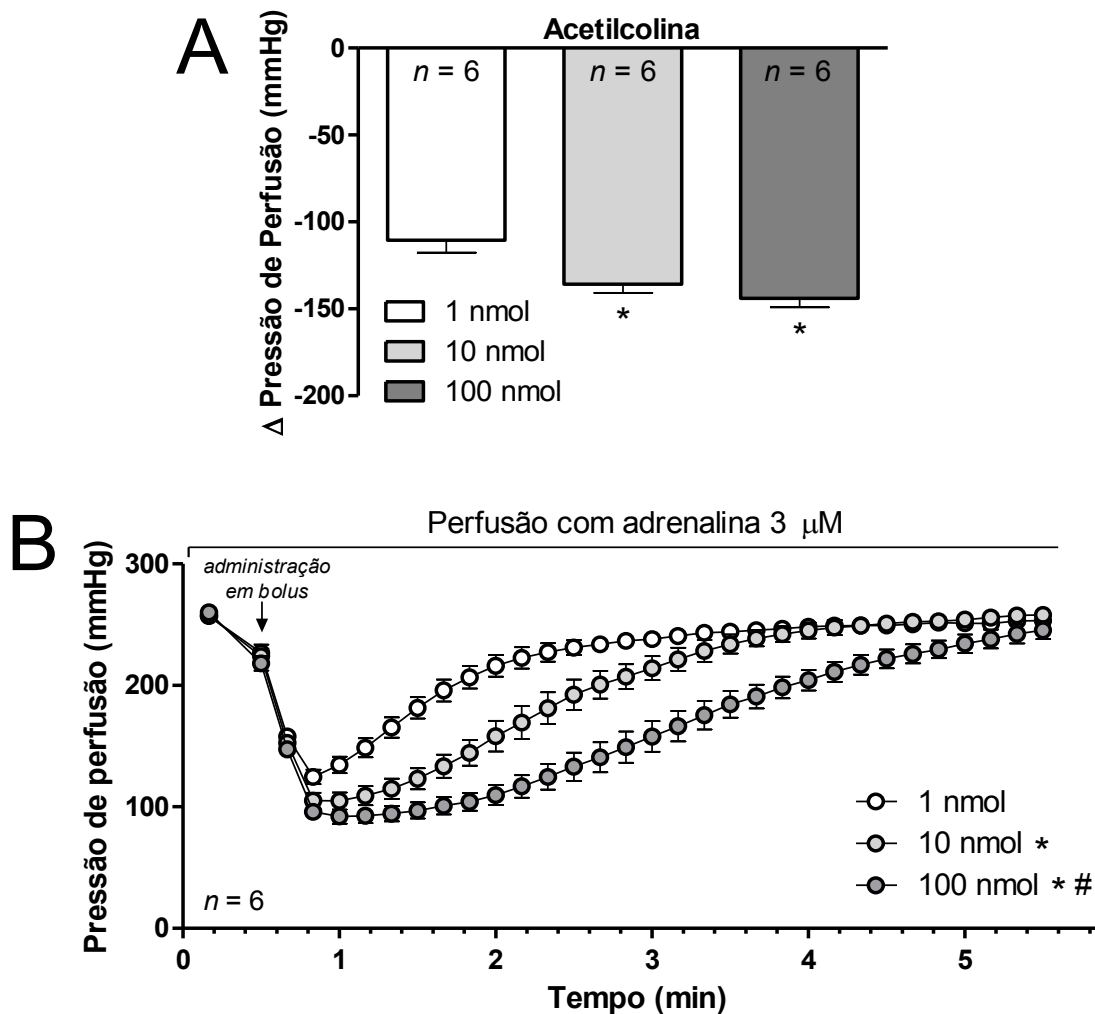 A
Acetilcolina
Δ Pressão de Perfusão (mmHg)
0
-50
-100
-150
-200
n = 6
n = 6
n = 6
*
*
1 nmol
10 nmol
100 nmol
B
Perfusão com adrenalina 3 μM
Pressão de perfusão (mmHg)
300
200
100
0
administração
em bolus
1 nmol
10 nmol *
100 nmol * #
n = 6
0 1 2 3 4 5
Tempo (min)